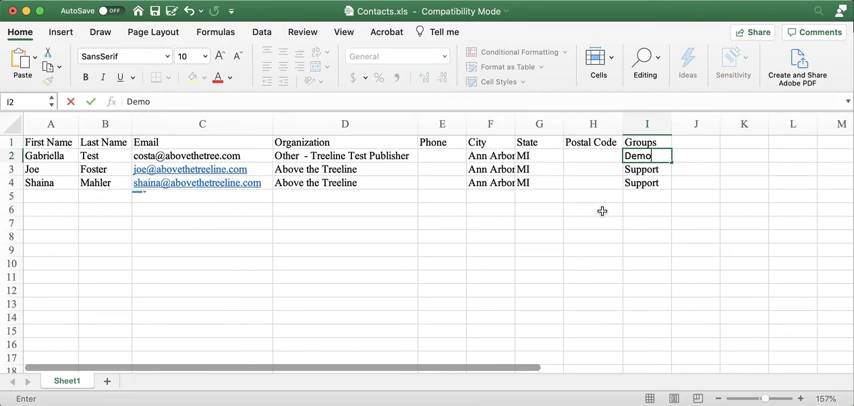 AutoSave OFF Contacts.xls - Compatibility Mode
Home Insert Draw Page Layout Formulas Data Review View Acrobat Tell me Share Comments
Paste SansSerif 10 A^ A˅ General Conditional Formatting Cells Editing Ideas Sensitivity Create and Share Adobe PDF
B I U A $ % Format as Table
Cell Styles
I2 fx Demo
A B C D E F G H I J K L M
1 First Name Last Name Email Organization Phone City State Postal Code Groups
2 Gabriella Test costa@abovethetree.com Other - Treeline Test Publisher Ann Arbor MI Demo
3 Joe Foster joe@abovethetreeline.com Above the Treeline Ann Arbor MI Support
4 Shaina Mahler shaina@abovethetreeline.com Above the Treeline Ann Arbor MI Support
5
6
7
8
9
10
11
12
13
14
15
16
17
18
Sheet1 +
Enter 157%